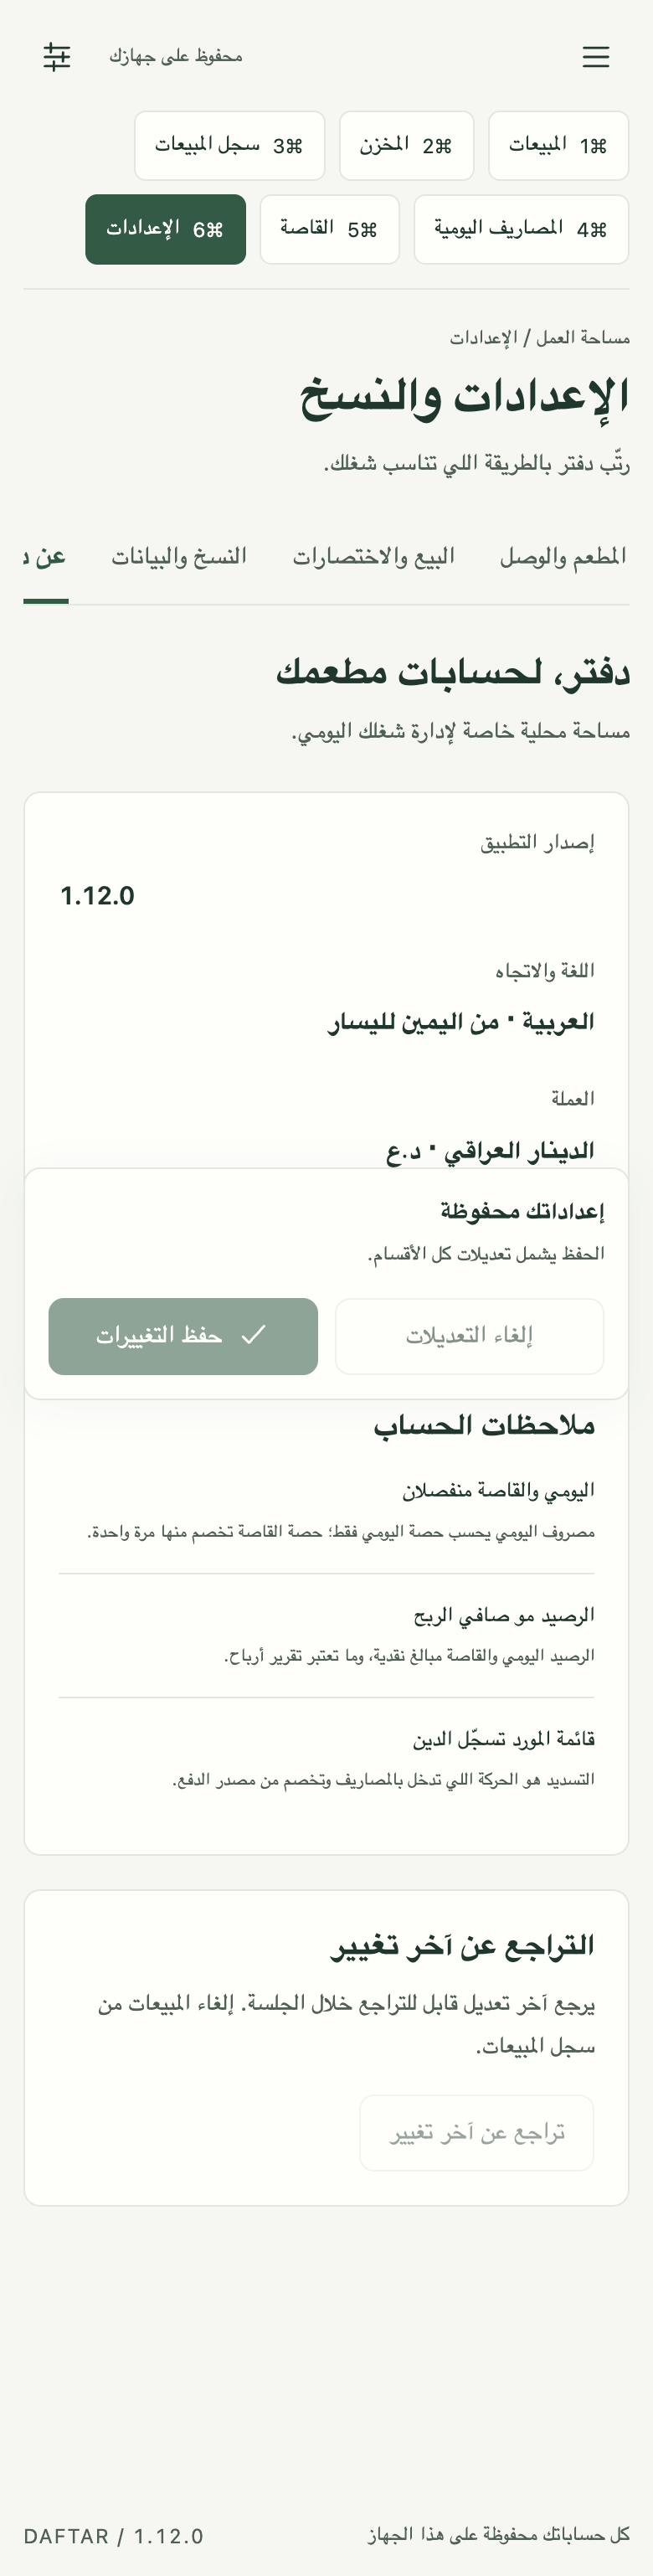 محفوظ على جهازك
⌘1 المبيعات
⌘2 المخزن
⌘3 سجل المبيعات
⌘4 المصاريف اليومية
⌘5 القاصة
⌘6 الإعدادات
مساحة العمل / الإعدادات
الإعدادات والنسخ
رتّب دفتر بالطريقة اللي تناسب شغلك.
المطعم والوصل
البيع والاختصارات
النسخ والبيانات
عن
دفتر، لحسابات مطعمك
مساحة محلية خاصة لإدارة شغلك اليومي.
إصدار التطبيق
1.12.0
اللغة والاتجاه
العربية · من اليمين لليسار
العملة
الدينار العراقي · د.ع
إعداداتك محفوظة
الحفظ يشمل تعديلات كل الأقسام.
إلغاء التعديلات
حفظ التغييرات
ملاحظات الحساب
اليومي والقاصة منفصلان
مصروف اليومي يحسب حصة اليومي فقط؛ حصة القاصة تخصم منها مرة واحدة.
الرصيد مو صافي الربح
الرصيد اليومي والقاصة مبالغ نقدية، وما تعتبر تقرير أرباح.
قائمة المورد تسجّل الدين
التسديد هو الحركة اللي تدخل بالمصاريف وتخصم من مصدر الدفع.
التراجع عن آخر تغيير
يرجع آخر تعديل قابل للتراجع خلال الجلسة. إلغاء المبيعات من
سجل المبيعات.
تراجع عن آخر تغيير
كل حساباتك محفوظة على هذا الجهاز
DAFTAR / 1.12.0